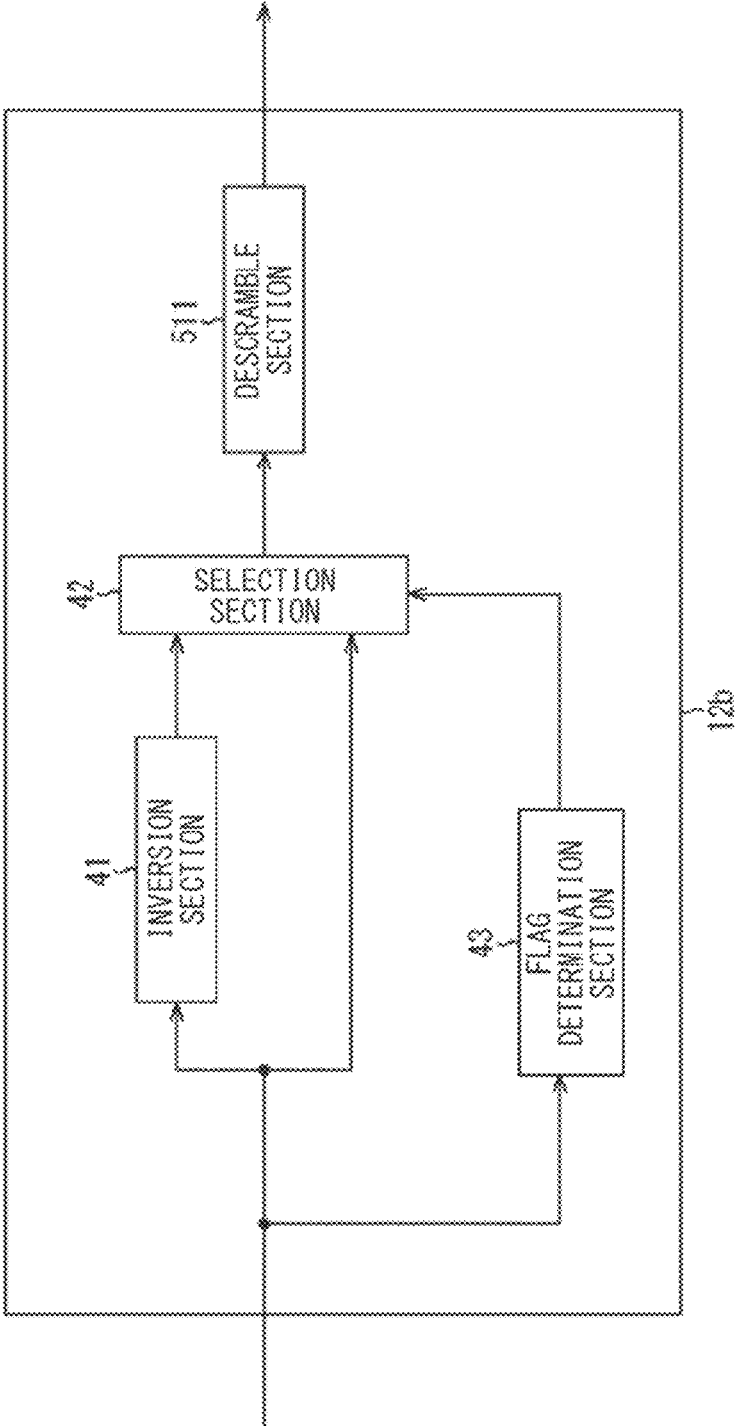 41
INVERSION
SECTION
42
SELECTION
SECTION
511
DESCRAMBLE
SECTION
43
FLAG
DETERMINATION
SECTION
12b